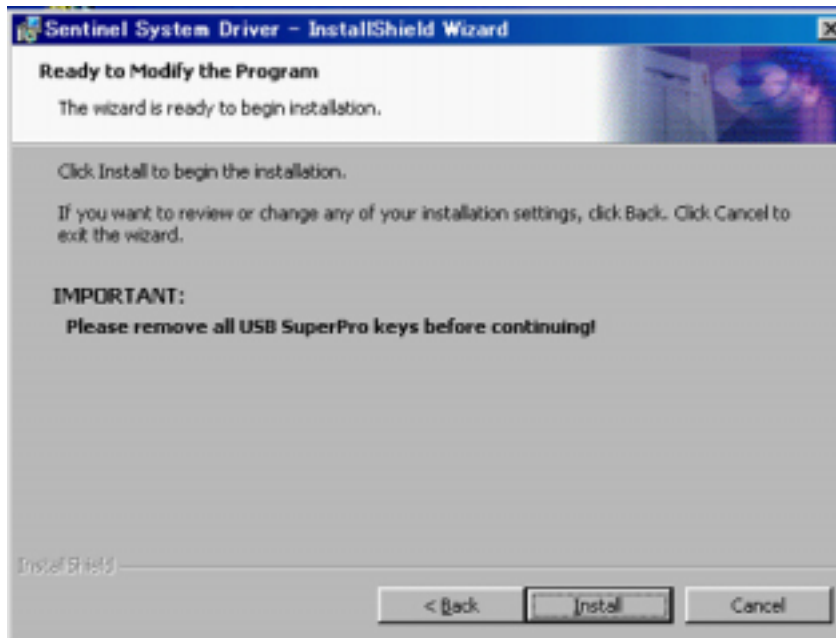 Sentinel System Driver - InstallShield Wizard
Ready to Modify the Program
The wizard is ready to begin installation.
Click Install to begin the installation.
If you want to review or change any of your installation settings, click Back. Click Cancel to
exit the wizard.
IMPORTANT:
Please remove all USB SuperPro keys before continuing!
InstallShield
< Back
Install
Cancel